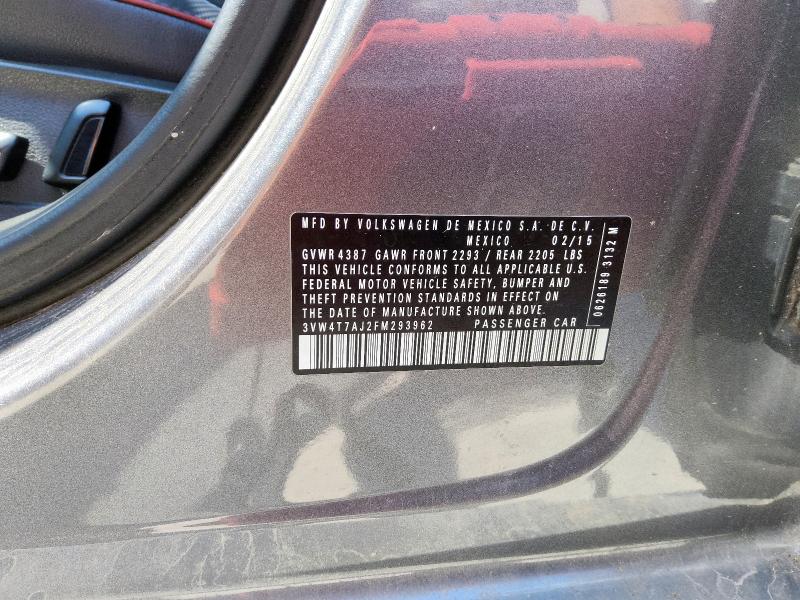 MFD BY VOLKSWAGEN DE MEXICO S.A. DE C.V.
MEXICO 02/15
GVWR 4387 GAWR FRONT 2293 / REAR 2205 LBS
THIS VEHICLE CONFORMS TO ALL APPLICABLE U.S.
FEDERAL MOTOR VEHICLE SAFETY, BUMPER AND
THEFT PREVENTION STANDARDS IN EFFECT ON
THE DATE OF MANUFACTURE SHOWN ABOVE.
3VW4T7AJ2FM293962 PASSENGER CAR
0626189 3132 M